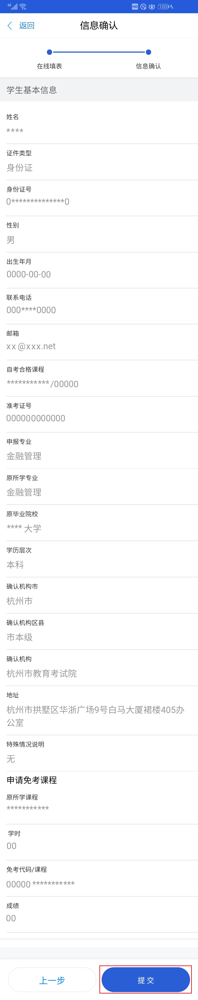 4G HD 100
返回 信息确认
在线填表 信息确认
学生基本信息
姓名
****
证件类型
身份证
身份证号
0**************0
性别
男
出生年月
0000-00-00
联系电话
000****0000
邮箱
xx@xxx.net
自考合格课程
***********/00000
准考证号
000000000000
申报专业
金融管理
原所学专业
金融管理
原毕业院校
**** 大学
学历层次
本科
确认机构市
杭州市
确认机构区县
市本级
确认机构
杭州市教育考试院
地址
杭州市拱墅区华浙广场9号白马大厦裙楼405办
公室
特殊情况说明
无
申请免考课程
原所学课程
***********
学时
00
免考代码/课程
00000 ***********
成绩
00
上一步 提交